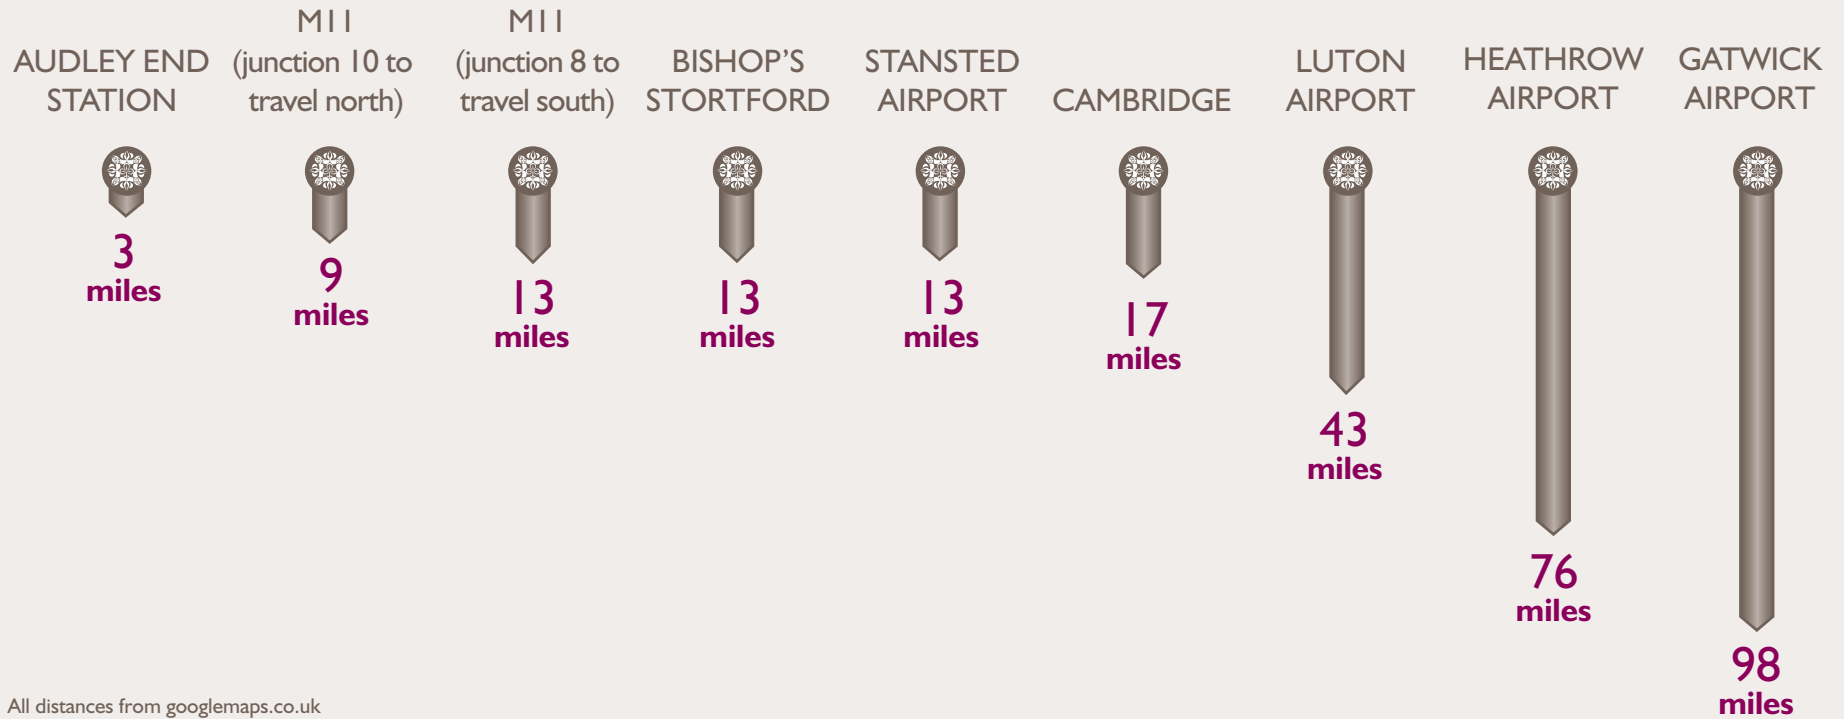 AUDLEY END
STATION
3
miles
M11
(junction 10 to
travel north)
9
miles
M11
(junction 8 to
travel south)
13
miles
BISHOP’S
STORTFORD
13
miles
STANSTED
AIRPORT
13
miles
CAMBRIDGE
17
miles
LUTON
AIRPORT
43
miles
HEATHROW
AIRPORT
76
miles
GATWICK
AIRPORT
98
miles
All distances from googlemaps.co.uk